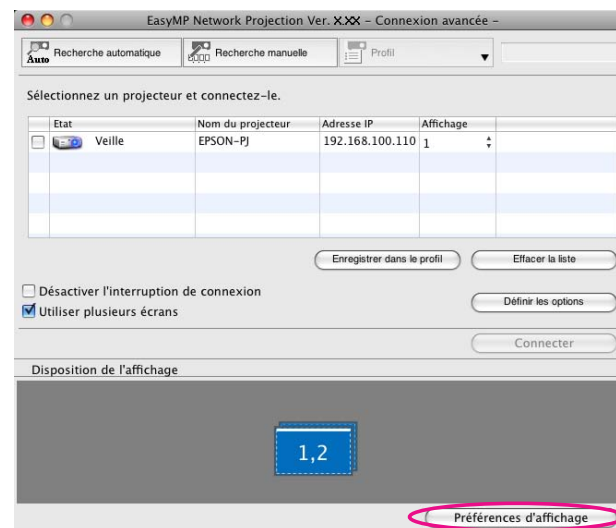 EasyMP Network Projection Ver. X.XX – Connexion avancée –
Auto Recherche automatique Recherche manuelle Profil
Sélectionnez un projecteur et connectez-le.
Etat Nom du projecteur Adresse IP Affichage
Veille EPSON-PJ 192.168.100.110 1
Enregistrer dans le profil Effacer la liste
Désactiver l'interruption de connexion
Définir les options
Utiliser plusieurs écrans
Connecter
Disposition de l'affichage
1,2
Préférences d'affichage